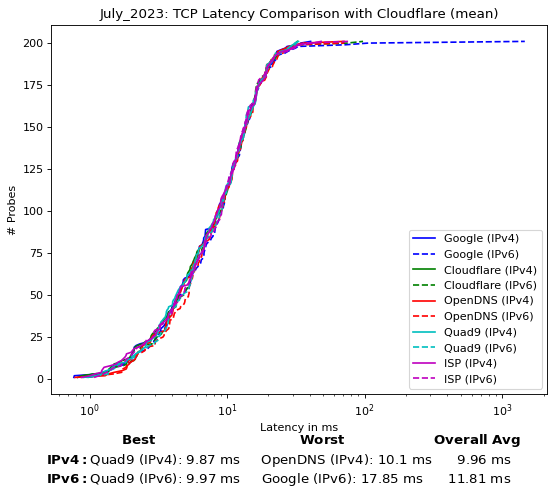 July_2023: TCP Latency Comparison with Cloudflare (mean)
200
175
150
125
100
75
50
25
0
# Probes
Google (IPv4)
Google (IPv6)
Cloudflare (IPv4)
Cloudflare (IPv6)
OpenDNS (IPv4)
OpenDNS (IPv6)
Quad9 (IPv4)
Quad9 (IPv6)
ISP (IPv4)
ISP (IPv6)
10⁰ 10¹ 10² 10³
Latency in ms
Best Worst Overall Avg
IPv4: Quad9 (IPv4): 9.87 ms OpenDNS (IPv4): 10.1 ms 9.96 ms
IPv6: Quad9 (IPv6): 9.97 ms Google (IPv6): 17.85 ms 11.81 ms